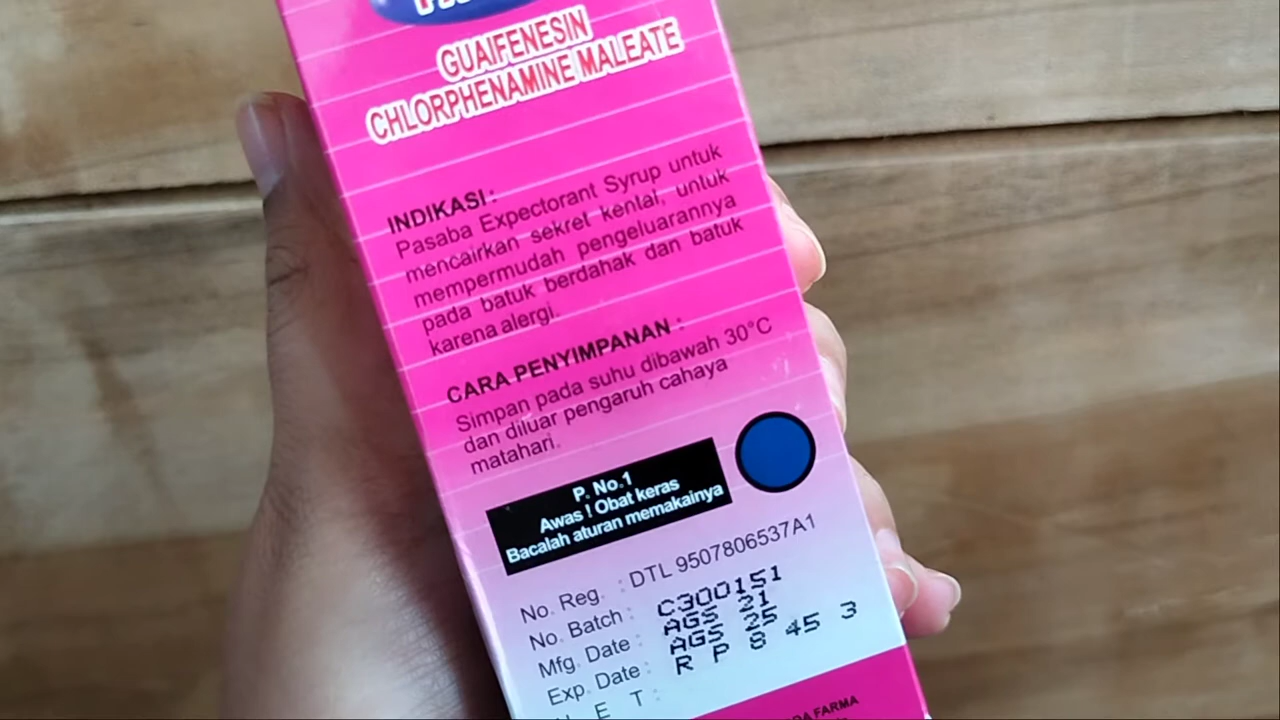 GUAIFENESIN
CHLORPHENAMINE MALEATE
INDIKASI :
Pasaba Expectorant Syrup untuk
mencairkan sekret kental, untuk
mempermudah pengeluarannya
pada batuk berdahak dan batuk
karena alergi.
CARA PENYIMPANAN :
Simpan pada suhu dibawah 30°C
dan diluar pengaruh cahaya
matahari.
P. No.1
Awas ! Obat keras
Bacalah aturan memakainya
No. Reg. : DTL 9507806537A1
No. Batch : C300151
Mfg. Date : AGS 21
Exp. Date : AGS 25
E T : R P 8 45 3
FARMA